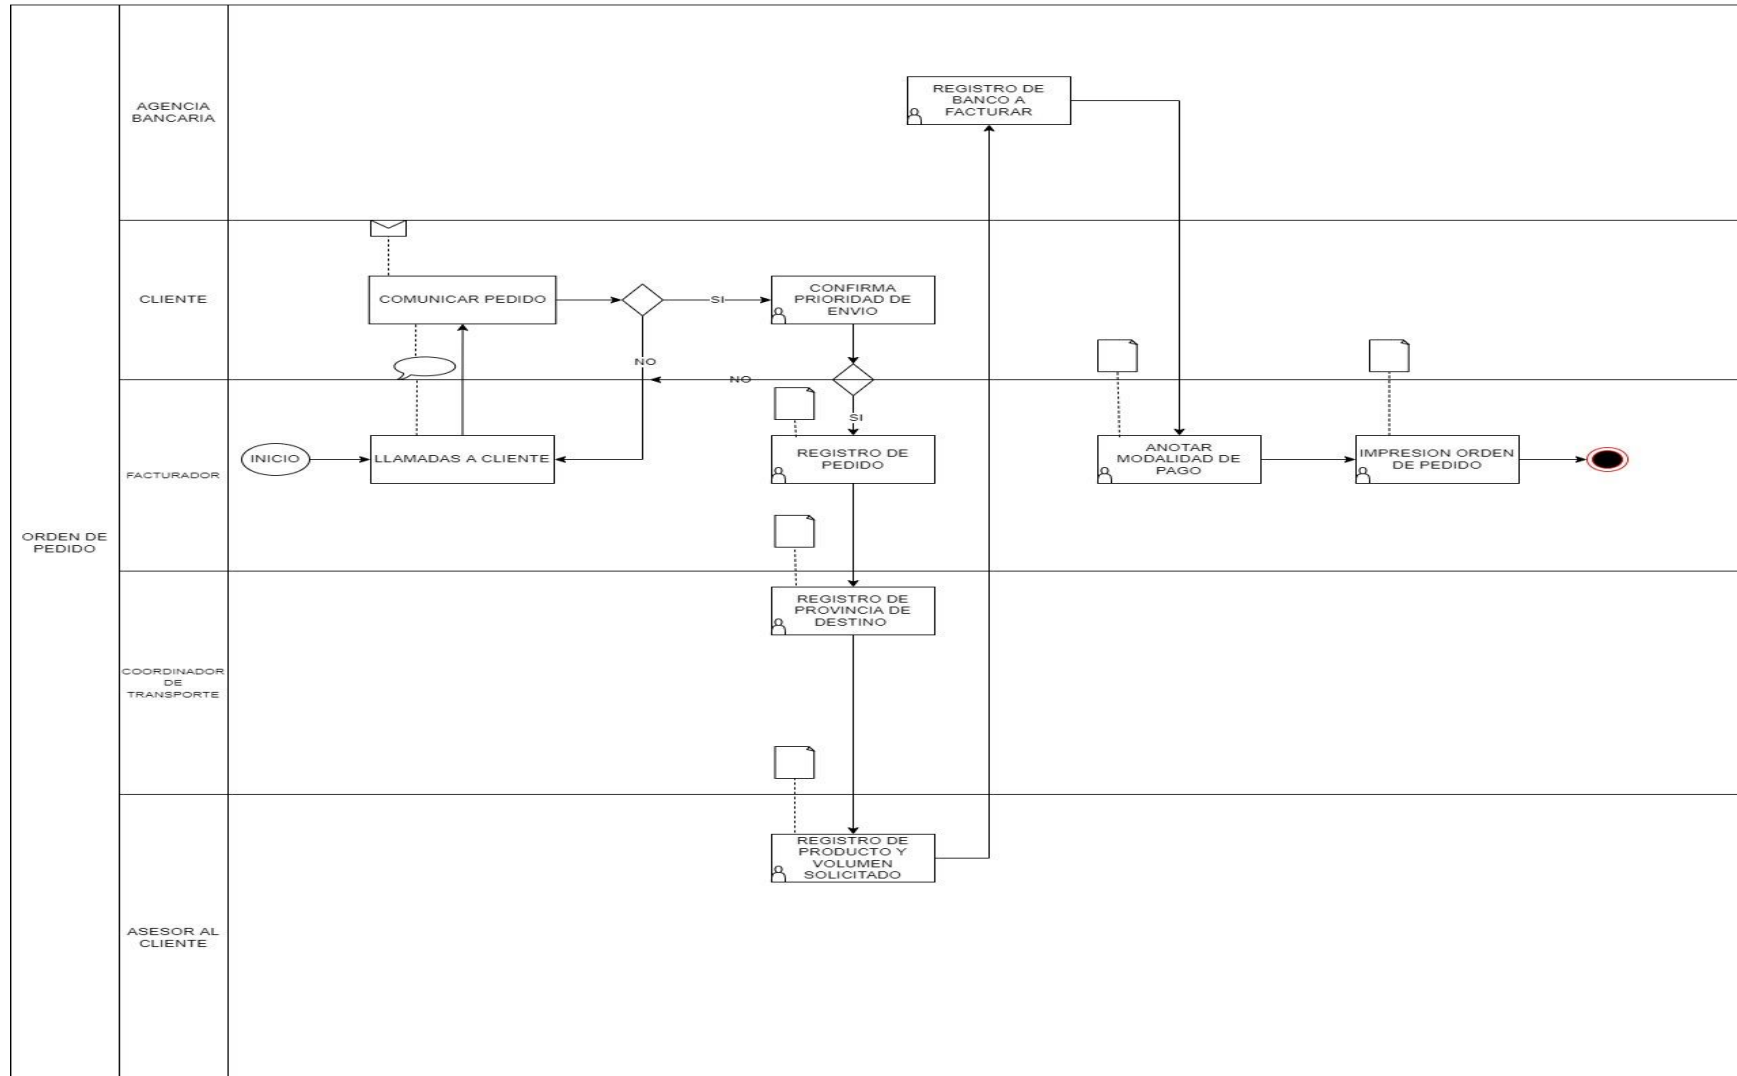 ORDEN DE
PEDIDO
AGENCIA
BANCARIA
REGISTRO DE
BANCO A
FACTURAR
CLIENTE
COMUNICAR PEDIDO
SI
CONFIRMA
PRIORIDAD DE
ENVIO
NO
NO
SI
FACTURADOR
INICIO
LLAMADAS A CLIENTE
REGISTRO DE
PEDIDO
ANOTAR
MODALIDAD DE
PAGO
IMPRESION ORDEN
DE PEDIDO
COORDINADOR
DE
TRANSPORTE
REGISTRO DE
PROVINCIA DE
DESTINO
ASESOR AL
CLIENTE
REGISTRO DE
PRODUCTO Y
VOLUMEN
SOLICITADO